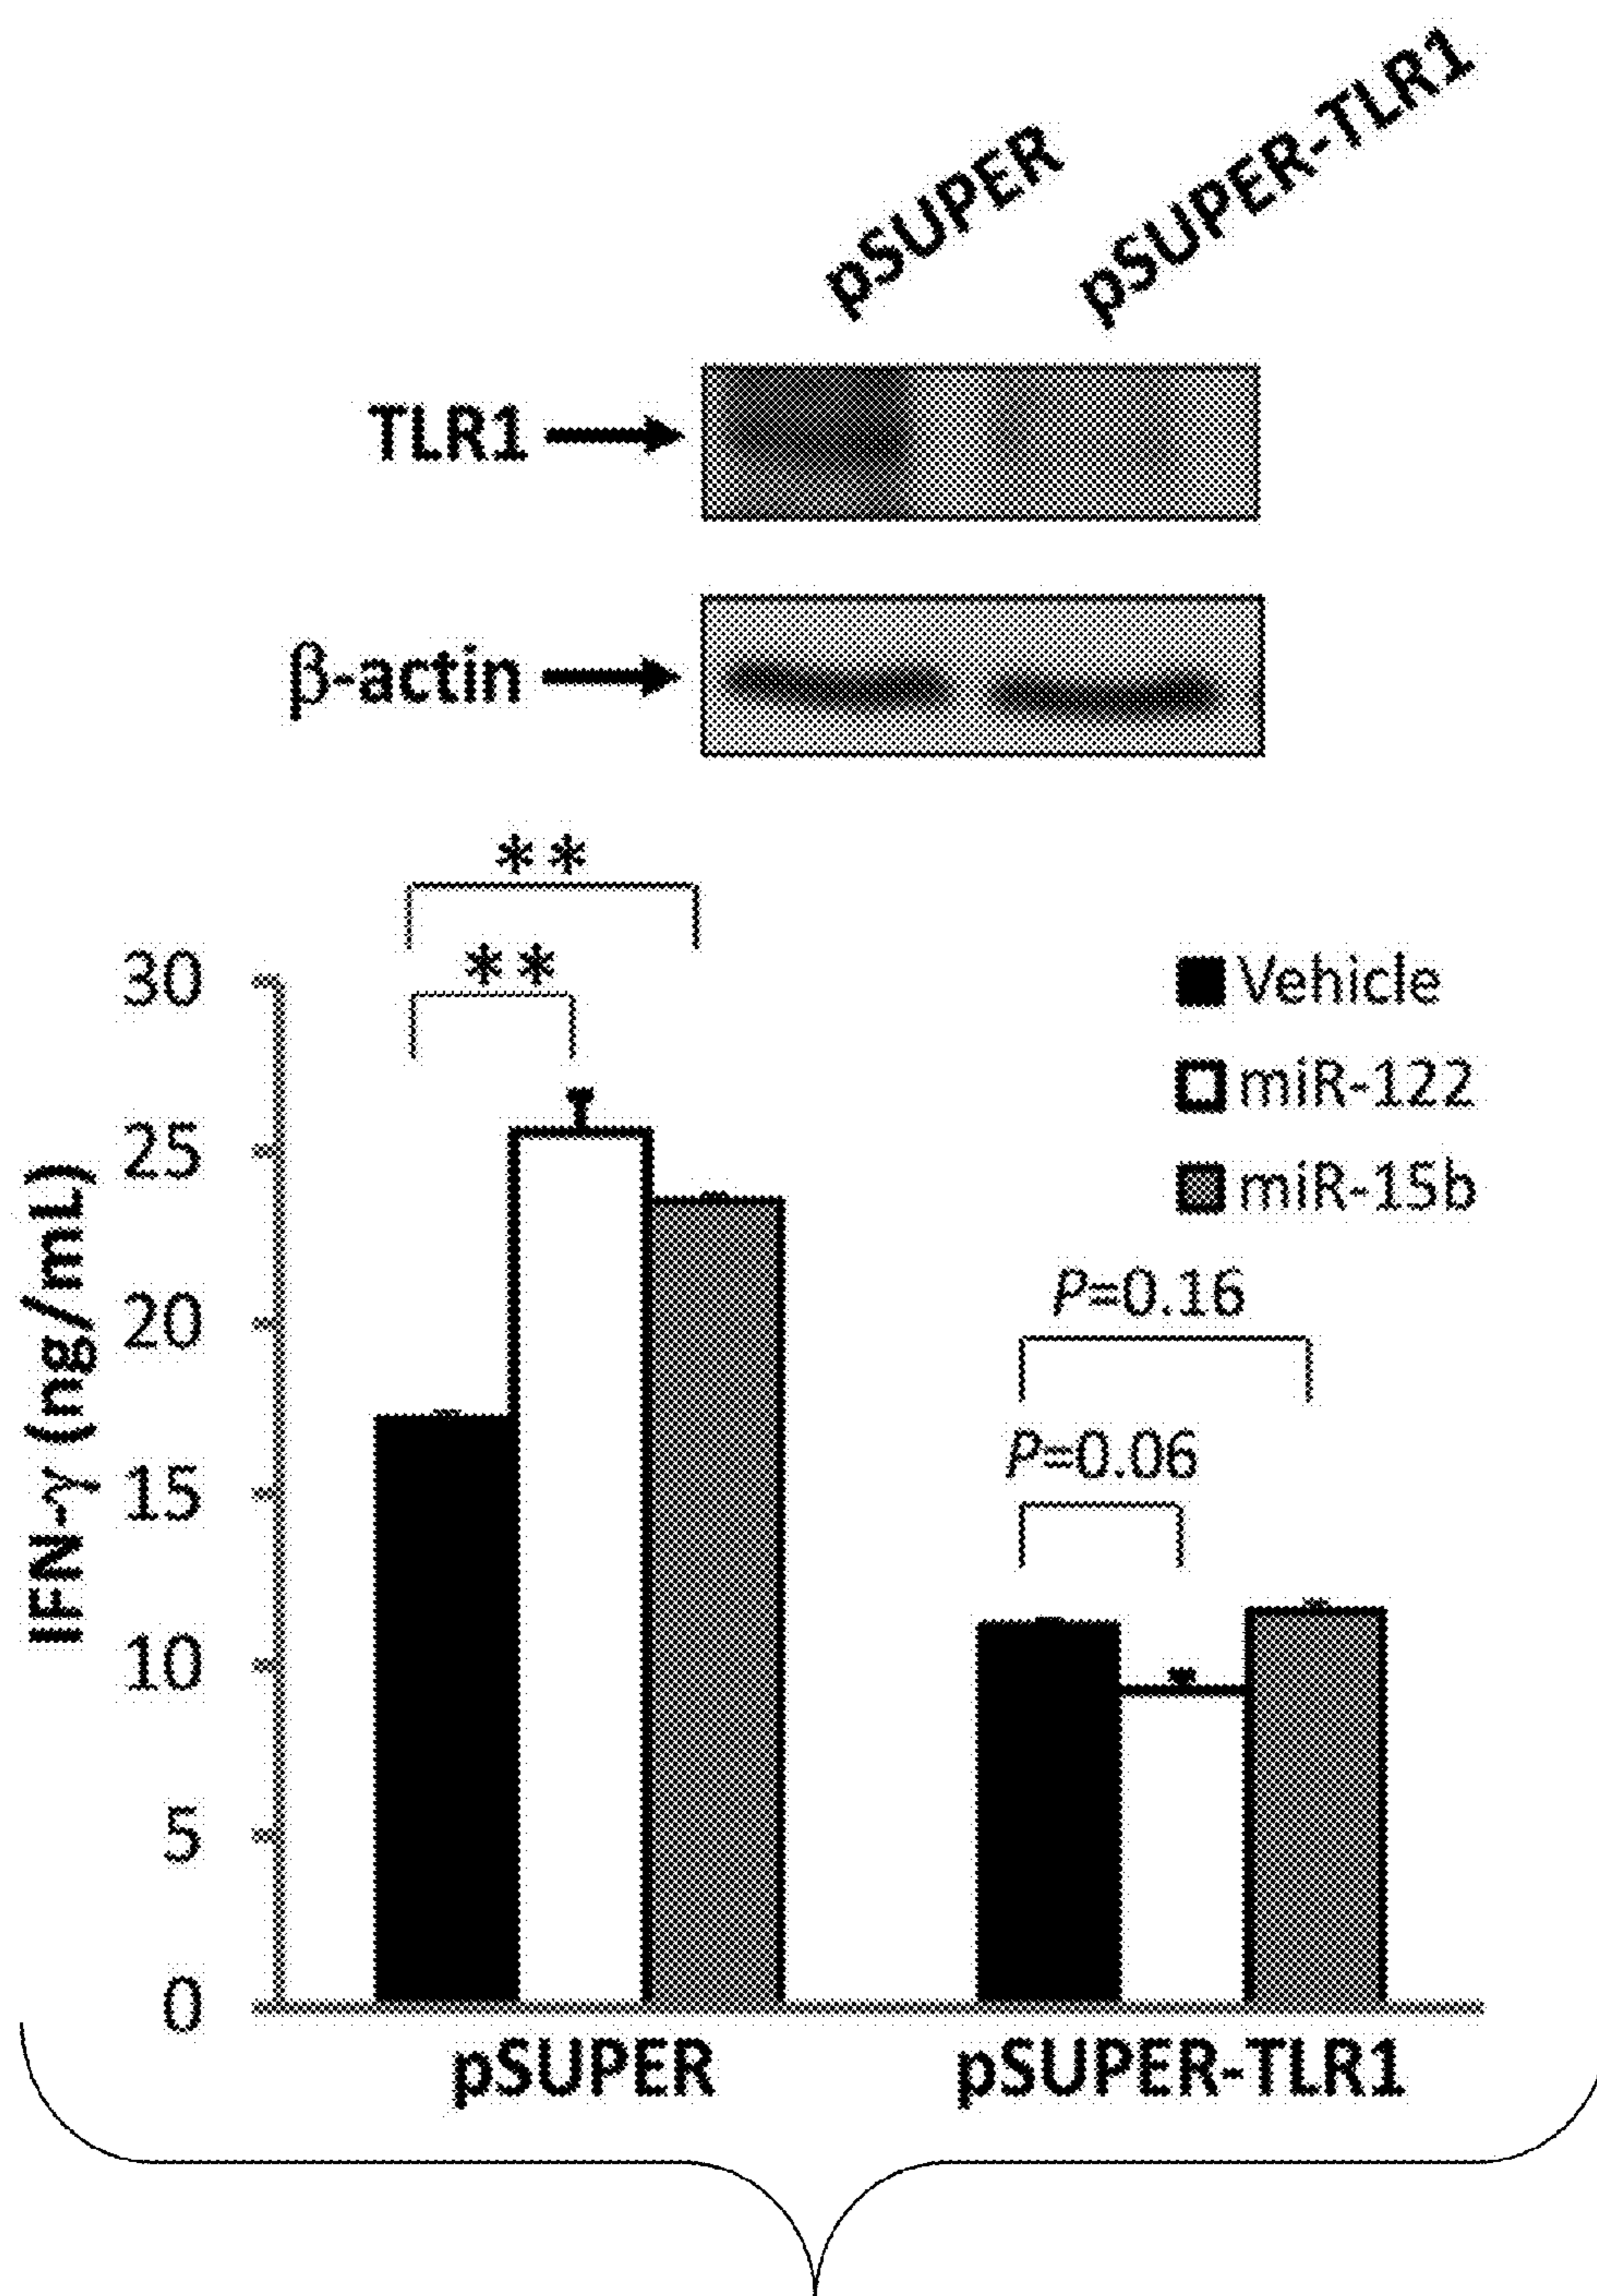 pSUPER
pSUPER-TLR1
TLR1
β-actin
**
**
30
25
20
15
10
5
0
IFN-γ (ng/mL)
Vehicle
miR-122
miR-15b
P=0.16
P=0.06
pSUPER
pSUPER-TLR1